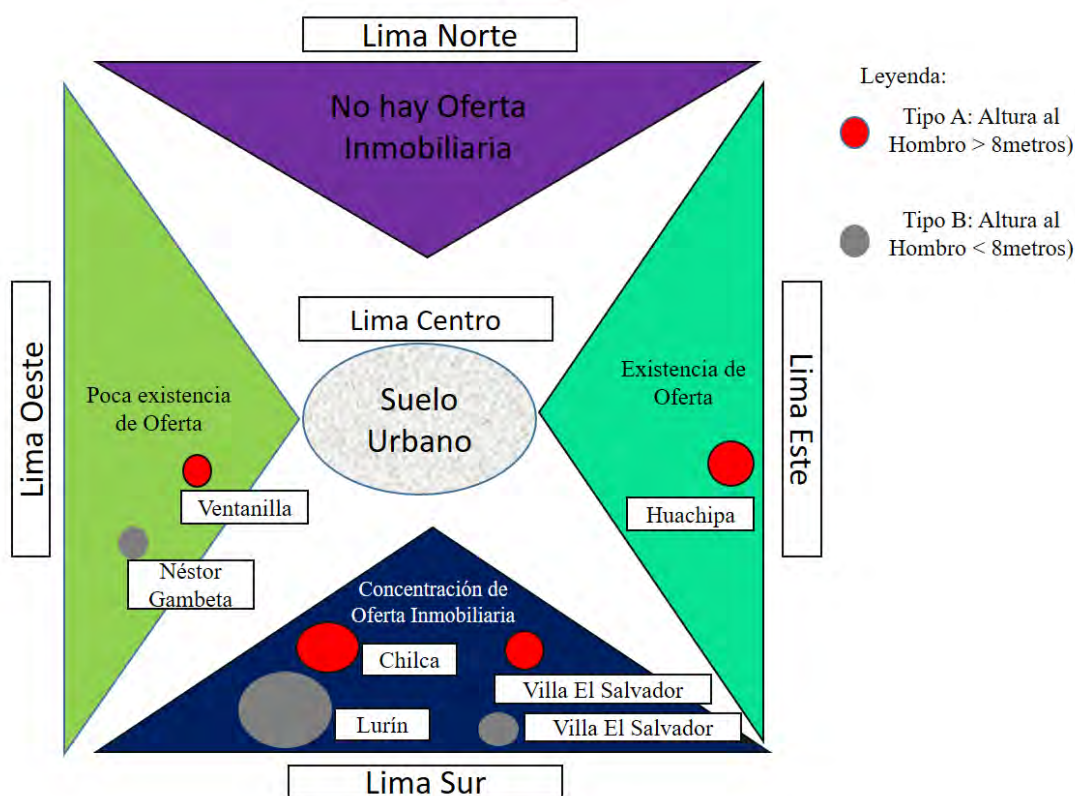 Lima Norte
No hay Oferta
Inmobiliaria
Leyenda:
Tipo A: Altura al
Hombro > 8metros)
Tipo B: Altura al
Hombro < 8metros)
Lima Oeste
Poca existencia
de Oferta
Ventanilla
Néstor
Gambeta
Lima Centro
Suelo
Urbano
Existencia de
Oferta
Huachipa
Lima Este
Concentración de
Oferta Inmobiliaria
Chilca
Villa El Salvador
Lurín
Villa El Salvador
Lima Sur